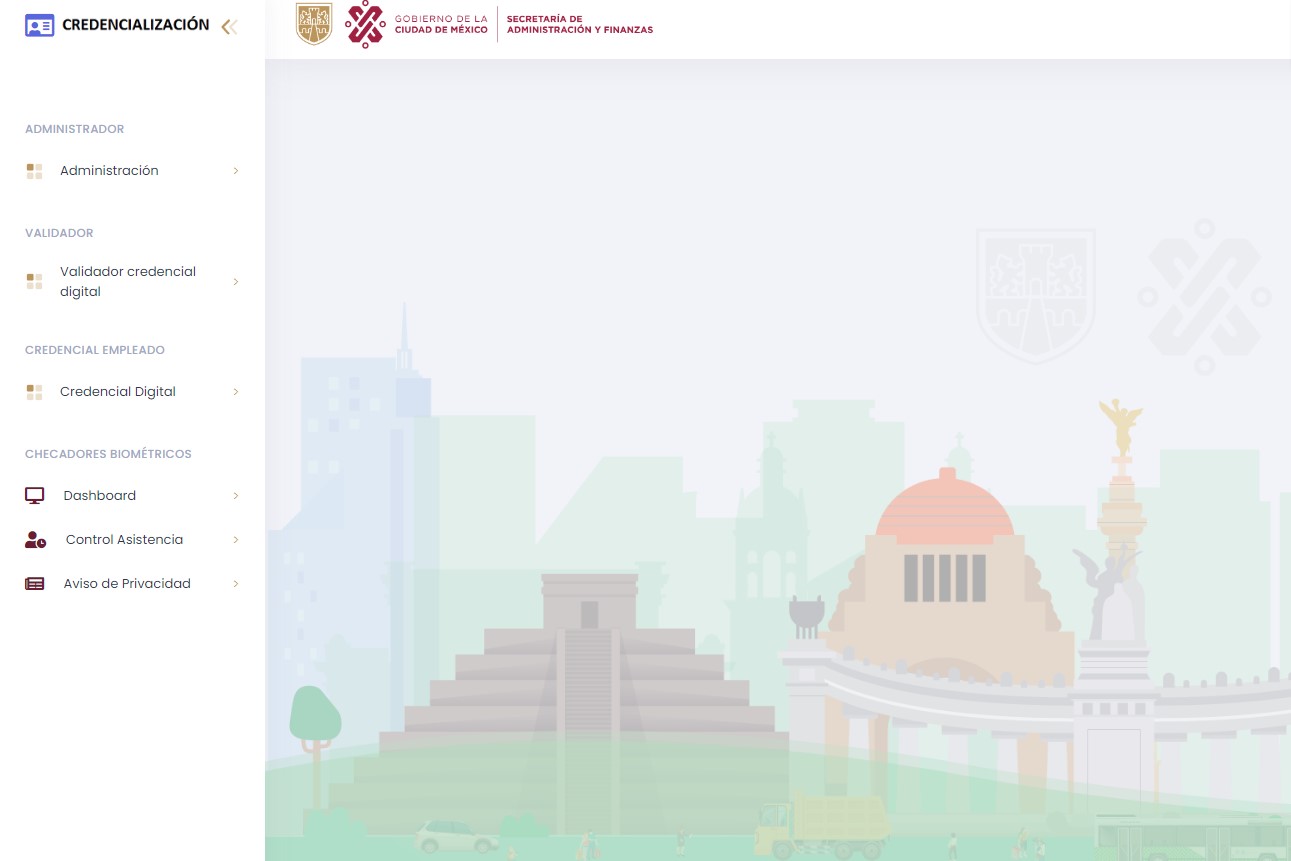 CREDENCIALIZACIÓN
GOBIERNO DE LA
CIUDAD DE MÉXICO
SECRETARÍA DE
ADMINISTRACIÓN Y FINANZAS
ADMINISTRADOR
Administración
VALIDADOR
Validador credencial
digital
CREDENCIAL EMPLEADO
Credencial Digital
CHECADORES BIOMÉTRICOS
Dashboard
Control Asistencia
Aviso de Privacidad